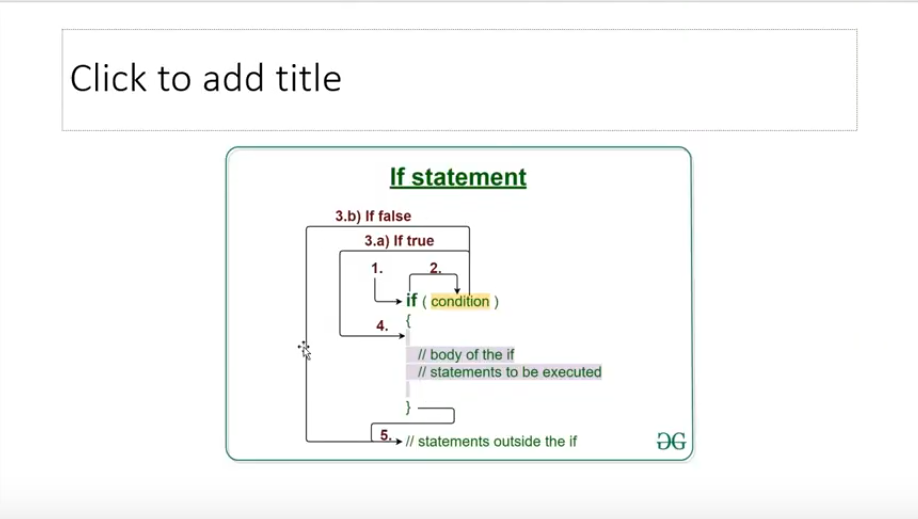 Click to add title
If statement
3.b) If false
3.a) If true
1.
2.
if ( condition )
4.
{
// body of the if
// statements to be executed
}
5.
// statements outside the if
GG